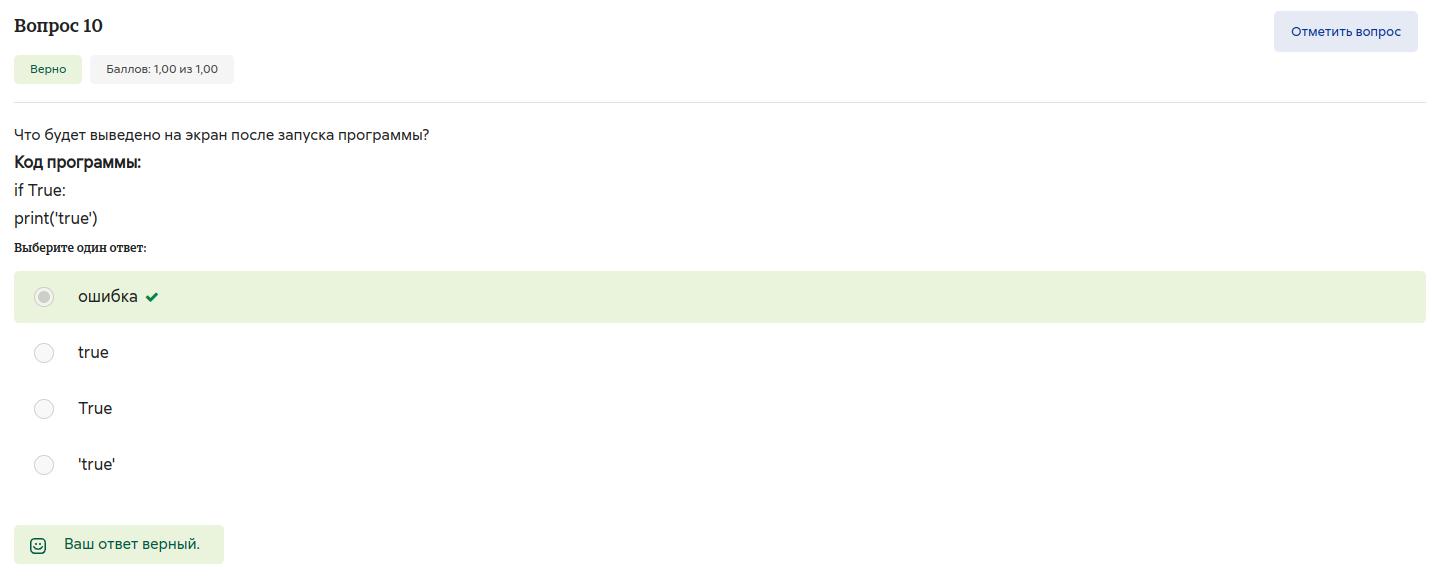 Вопрос 10
Отметить вопрос
Верно
Баллов: 1,00 из 1,00
Что будет выведено на экран после запуска программы?
Код программы:
if True:
print('true')
Выберите один ответ:
ошибка
true
True
'true'
Ваш ответ верный.